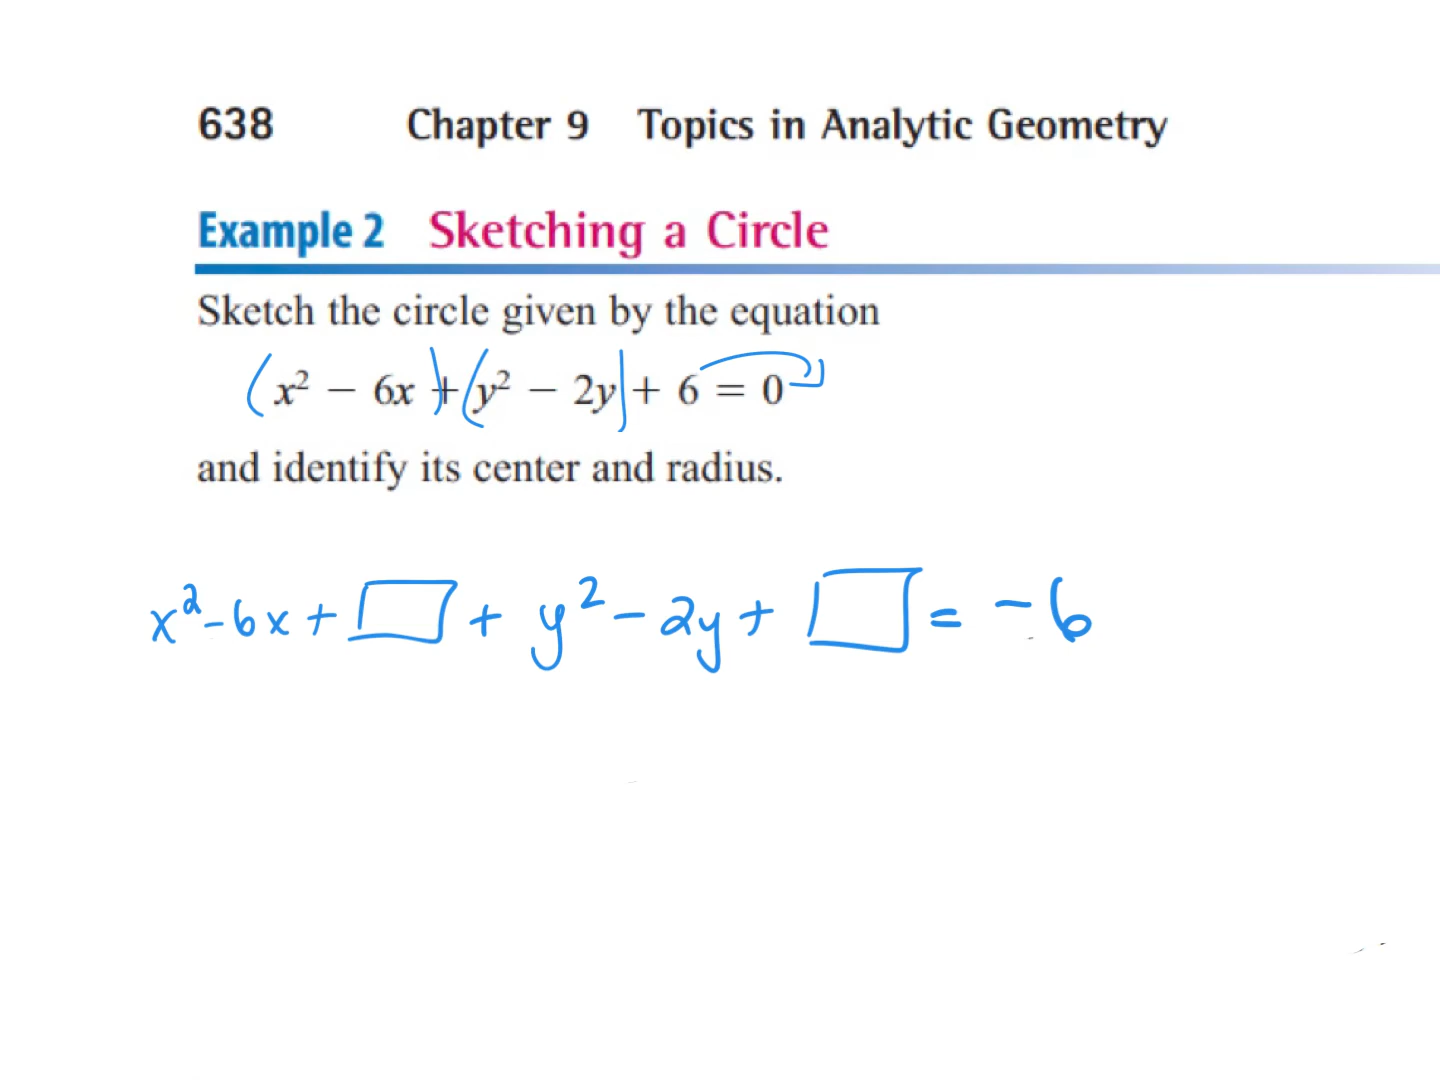 638 Chapter 9 Topics in Analytic Geometry
Example 2 Sketching a Circle
Sketch the circle given by the equation
(x² − 6x) + (y² − 2y) + 6 = 0
and identify its center and radius.
x² - 6x + □ + y² - 2y + □ = -6